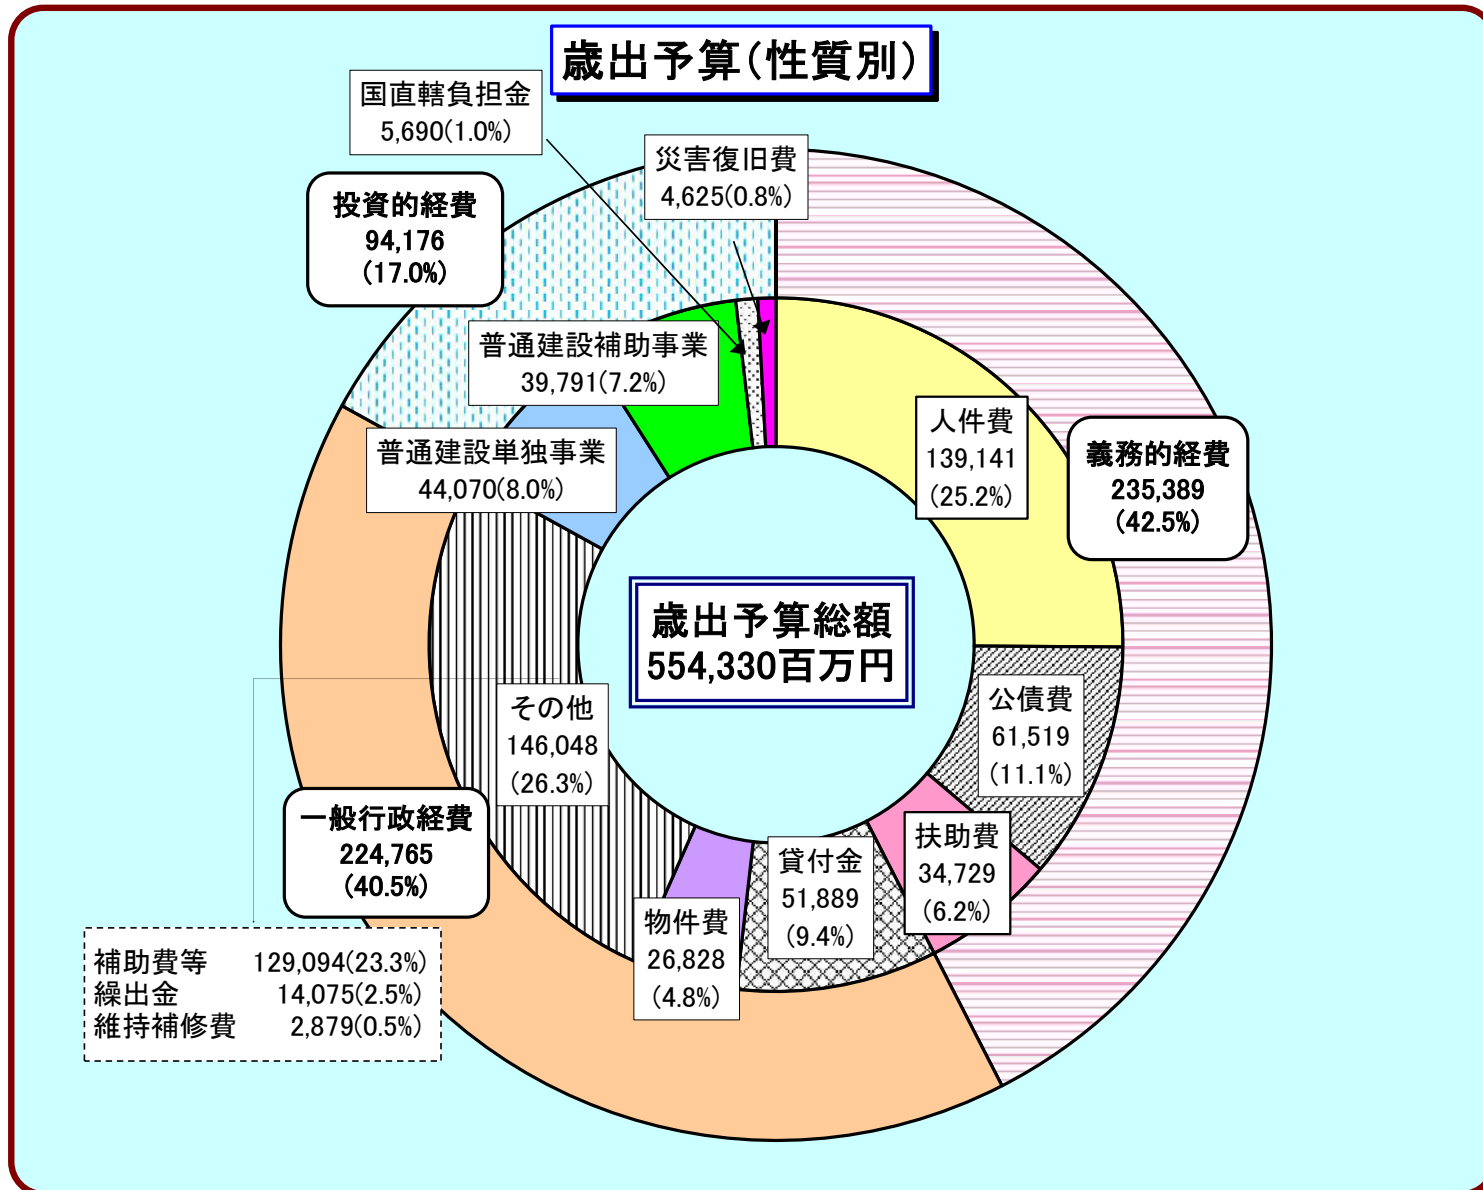 歳出予算(性質別)
国直轄負担金
5,690(1.0%)
災害復旧費
4,625(0.8%)
投資的経費
94,176
(17.0%)
普通建設補助事業
39,791(7.2%)
普通建設単独事業
44,070(8.0%)
人件費
139,141
(25.2%)
義務的経費
235,389
(42.5%)
歳出予算総額
554,330百万円
公債費
61,519
(11.1%)
その他
146,048
(26.3%)
扶助費
34,729
(6.2%)
貸付金
51,889
(9.4%)
物件費
26,828
(4.8%)
一般行政経費
224,765
(40.5%)
補助費等 129,094(23.3%)
繰出金 14,075(2.5%)
維持補修費 2,879(0.5%)